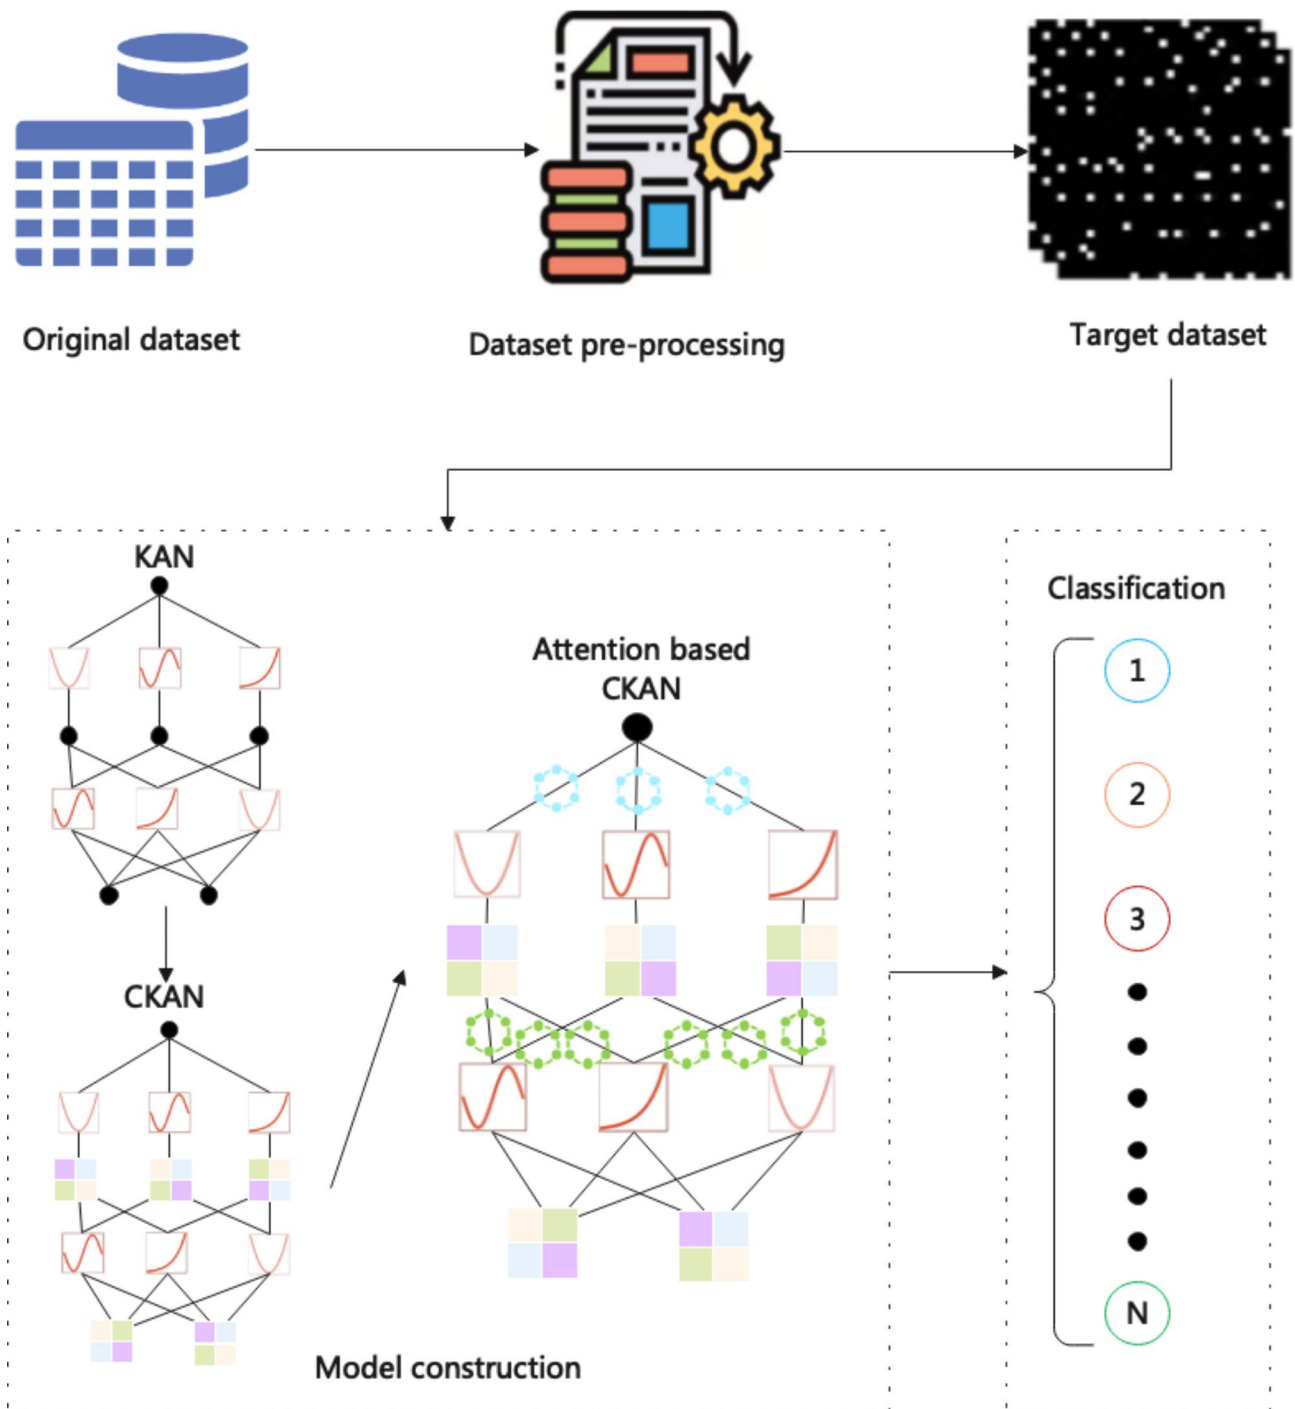 Original dataset
Dataset pre-processing
Target dataset
KAN
CKAN
Attention based
CKAN
Model construction
Classification
1
2
3
N